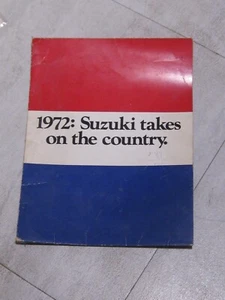 1972: Suzuki takes
on the country.